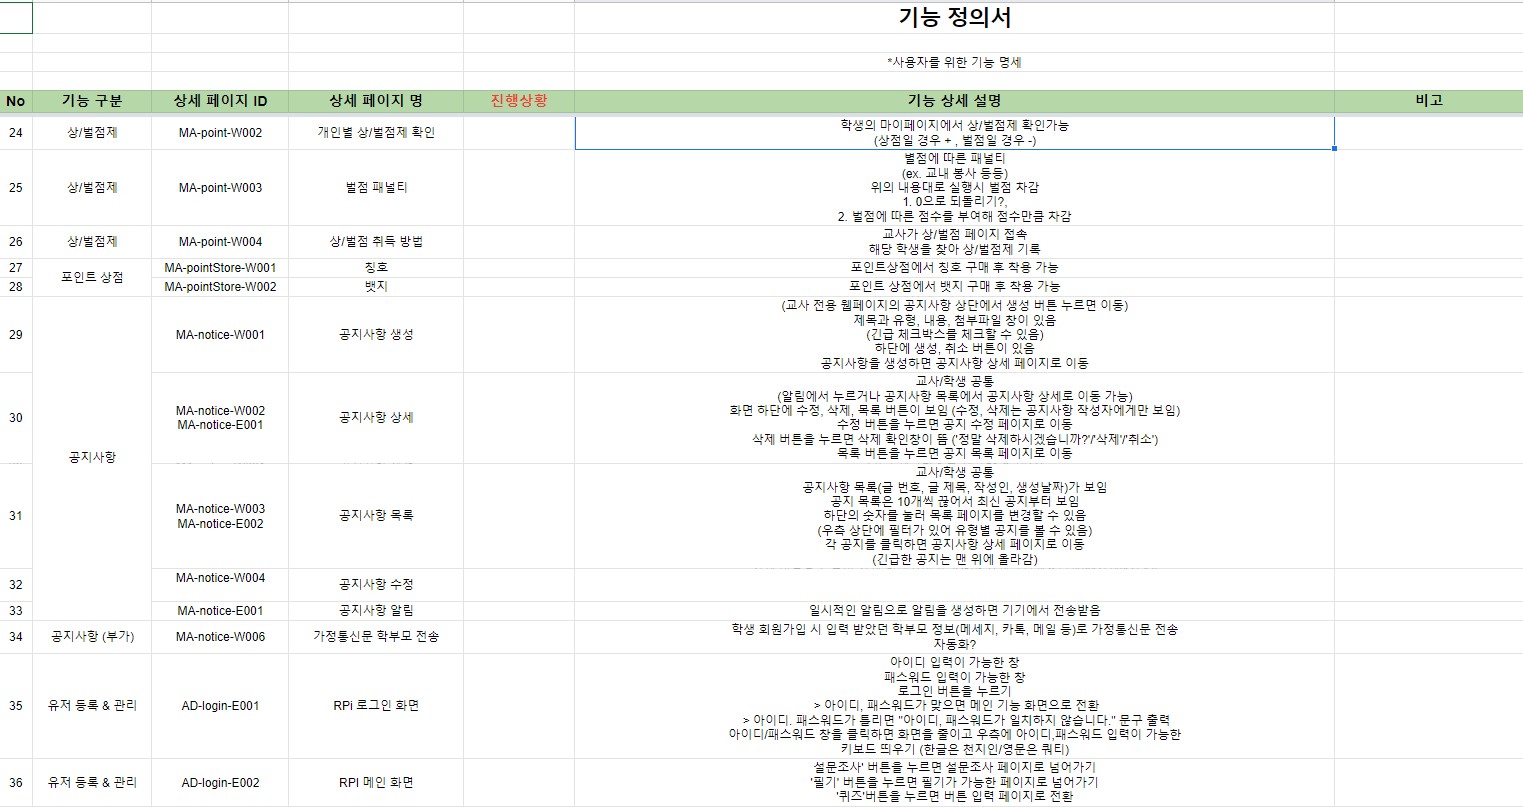 기능 정의서
*사용자를 위한 기능 명세
No 기능 구분 상세 페이지 ID 상세 페이지 명 진행상황 기능 상세 설명 비고
24 상/벌점제 MA-point-W002 개인별 상/벌점제 확인
학생의 마이페이지에서 상/벌점제 확인가능
(상점일 경우 + , 벌점일 경우 -)
25 상/벌점제 MA-point-W003 벌점 패널티
벌점에 따른 패널티
(ex. 교내 봉사 등등)
위의 내용대로 실행시 벌점 차감
1. 0으로 되돌리기?,
2. 벌점에 따른 점수를 부여해 점수만큼 차감
26 상/벌점제 MA-point-W004 상/벌점 취득 방법
교사가 상/벌점 페이지 접속
해당 학생을 찾아 상/벌점제 기록
27 포인트 상점 MA-pointStore-W001 칭호 포인트상점에서 칭호 구매 후 착용 가능
28 MA-pointStore-W002 뱃지 포인트 상점에서 뱃지 구매 후 착용 가능
29 MA-notice-W001 공지사항 생성
(교사 전용 웹페이지의 공지사항 상단에서 생성 버튼 누르면 이동)
제목과 유형, 내용, 첨부파일 창이 있음
(긴급 체크박스를 체크할 수 있음)
하단에 생성, 취소 버튼이 있음
공지사항을 생성하면 공지사항 상세 페이지로 이동
30 MA-notice-W002
MA-notice-E001 공지사항 상세
교사/학생 공통
(알림에서 누르거나 공지사항 목록에서 공지사항 상세로 이동 가능)
화면 하단에 수정, 삭제, 목록 버튼이 보임 (수정, 삭제는 공지사항 작성자에게만 보임)
수정 버튼을 누르면 공지 수정 페이지로 이동
삭제 버튼을 누르면 삭제 확인창이 뜸 ('정말 삭제하시겠습니까?'/'삭제'/'취소')
목록 버튼을 누르면 공지 목록 페이지로 이동
공지사항
31 MA-notice-W003
MA-notice-E002 공지사항 목록
교사/학생 공통
공지사항 목록(글 번호, 글 제목, 작성인, 생성날짜)가 보임
공지 목록은 10개씩 끊어서 최신 공지부터 보임
하단의 숫자를 눌러 목록 페이지를 변경할 수 있음
(우측 상단에 필터가 있어 유형별 공지를 볼 수 있음)
각 공지를 클릭하면 공지사항 상세 페이지로 이동
(긴급한 공지는 맨 위에 올라감)
32 MA-notice-W004 공지사항 수정
33 MA-notice-E001 공지사항 알림 일시적인 알림으로 알림을 생성하면 기기에서 전송받음
34 공지사항 (부가) MA-notice-W006 가정통신문 학부모 전송
학생 회원가입 시 입력 받았던 학부모 정보(메세지, 카톡, 메일 등)로 가정통신문 전송
자동화?
35 유저 등록 & 관리 AD-login-E001 RPi 로그인 화면
아이디 입력이 가능한 창
패스워드 입력이 가능한 창
로그인 버튼을 누르기
> 아이디, 패스워드가 맞으면 메인 기능 화면으로 전환
> 아이디. 패스워드가 틀리면 "아이디, 패스워드가 일치하지 않습니다." 문구 출력
아이디/패스워드 창을 클릭하면 화면을 줄이고 우측에 아이디,패스워드 입력이 가능한
키보드 띄우기 (한글은 천지인/영문은 쿼티)
36 유저 등록 & 관리 AD-login-E002 RPI 메인 화면
설문조사' 버튼을 누르면 설문조사 페이지로 넘어가기
'필기' 버튼을 누르면 필기가 가능한 페이지로 넘어가기
'퀴즈'버튼을 누르면 버튼 입력 페이지로 전환